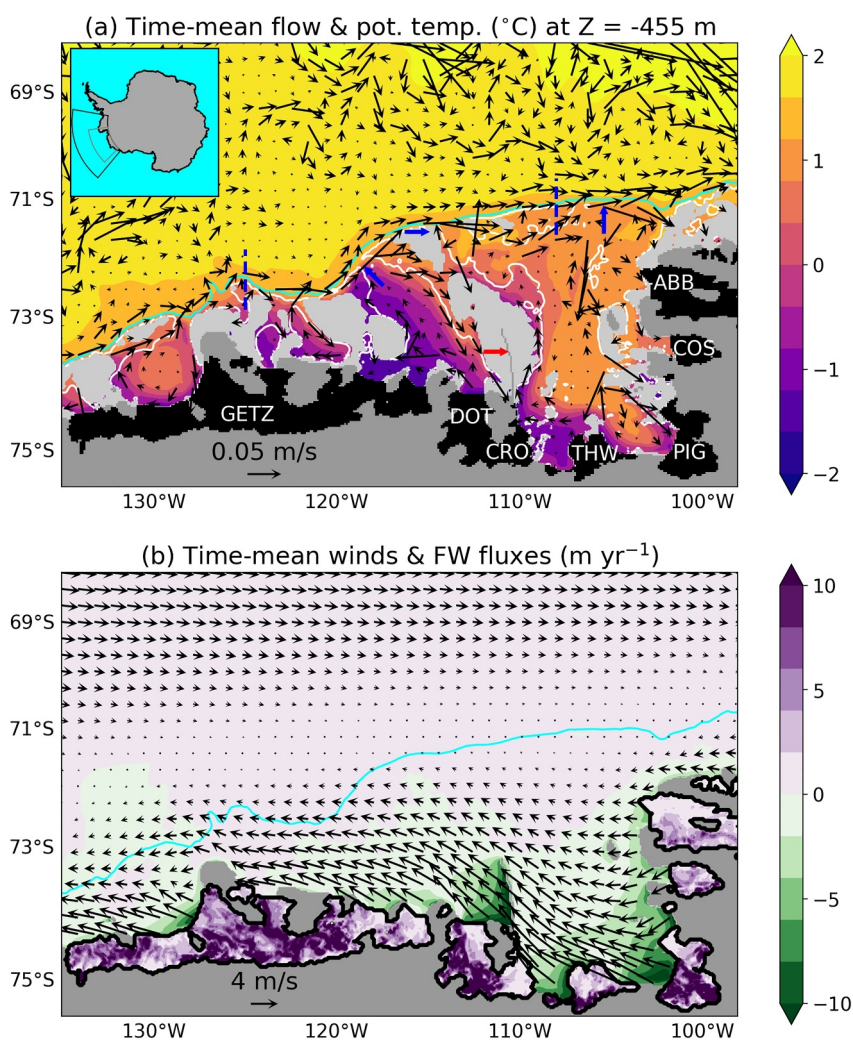 (a) Time-mean flow & pot. temp. (°C) at Z = -455 m
69°S
71°S
73°S
75°S
ABB
COS
GETZ
DOT
CRO
THW
PIG
0.05 m/s
130°W
120°W
110°W
100°W
2
1
0
−1
−2
(b) Time-mean winds & FW fluxes (m yr⁻¹)
69°S
71°S
73°S
75°S
4 m/s
130°W
120°W
110°W
100°W
10
5
0
−5
−10